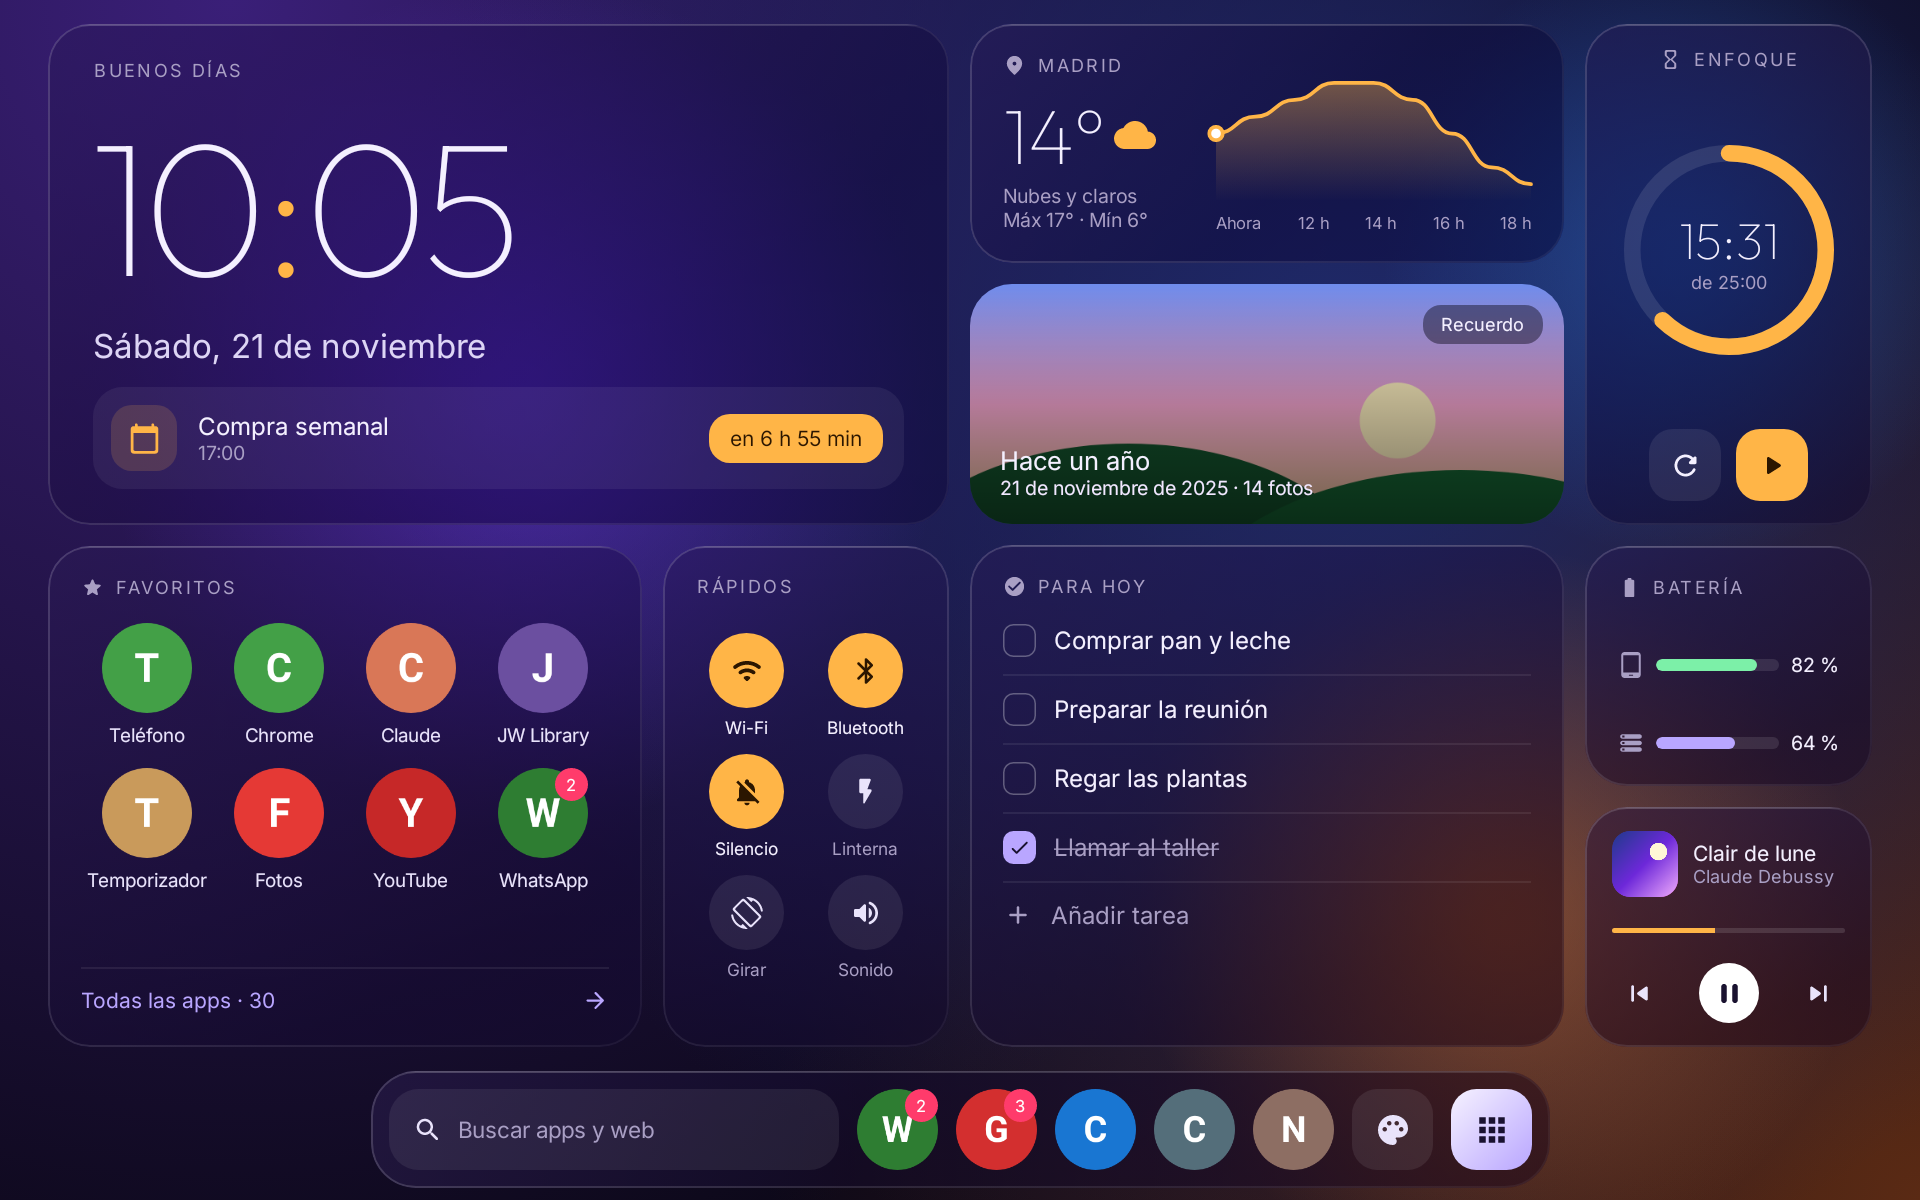 BUENOS DÍAS
10:05
Sábado, 21 de noviembre
Compra semanal
17:00
en 6 h 55 min
MADRID
14°
Nubes y claros
Máx 17° · Mín 6°
Ahora 12 h 14 h 16 h 18 h
Recuerdo
Hace un año
21 de noviembre de 2025 · 14 fotos
ENFOQUE
15:31
de 25:00
FAVORITOS
T C C J
Teléfono Chrome Claude JW Library
T F Y W 2
Temporizador Fotos YouTube WhatsApp
Todas las apps · 30
RÁPIDOS
Wi-Fi Bluetooth
Silencio Linterna
Girar Sonido
PARA HOY
Comprar pan y leche
Preparar la reunión
Regar las plantas
Llamar al taller
Añadir tarea
BATERÍA
82 %
64 %
Clair de lune
Claude Debussy
Buscar apps y web
W 2 G 3 C C N